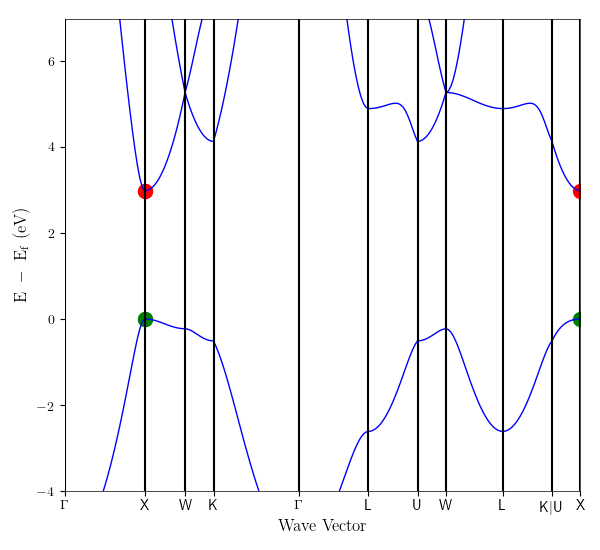 E − E_f (eV)
6
4
2
0
−2
−4
Γ X W K Γ L U W L K|U X
Wave Vector